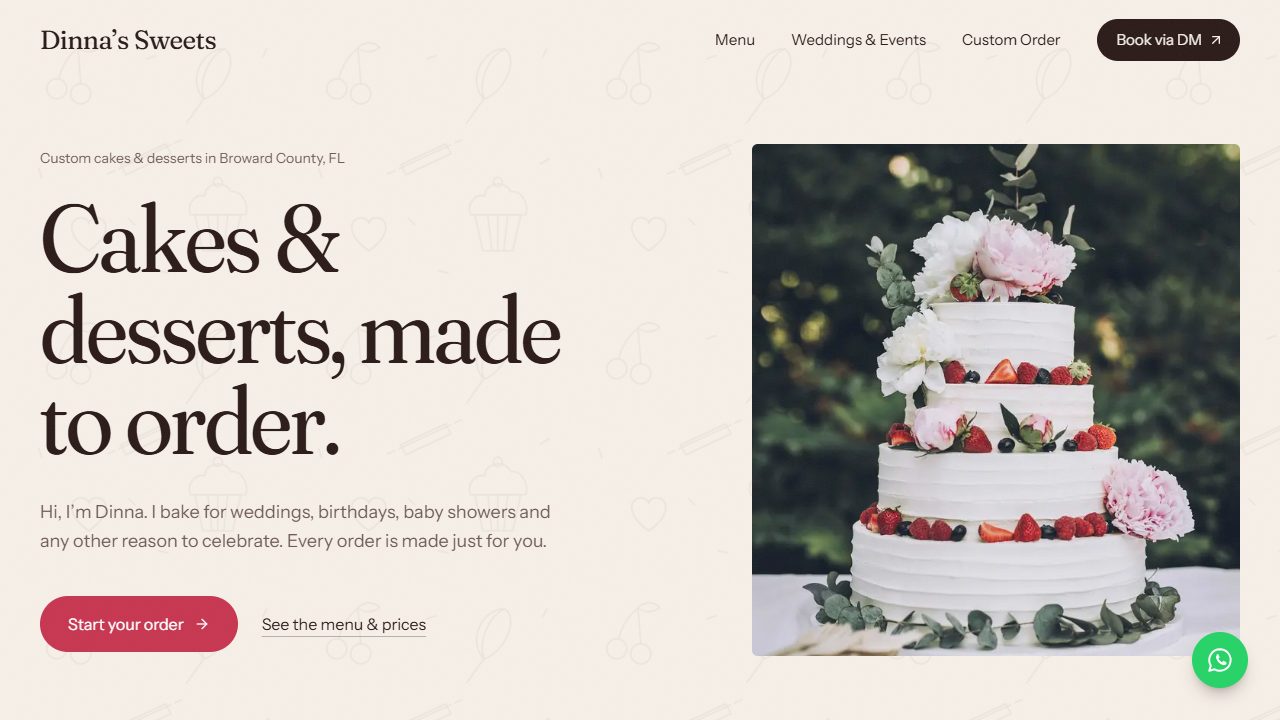 Dinna’s Sweets
Menu
Weddings & Events
Custom Order
Book via DM
Custom cakes & desserts in Broward County, FL
Cakes &
desserts, made
to order.
Hi, I’m Dinna. I bake for weddings, birthdays, baby showers and
any other reason to celebrate. Every order is made just for you.
Start your order
See the menu & prices